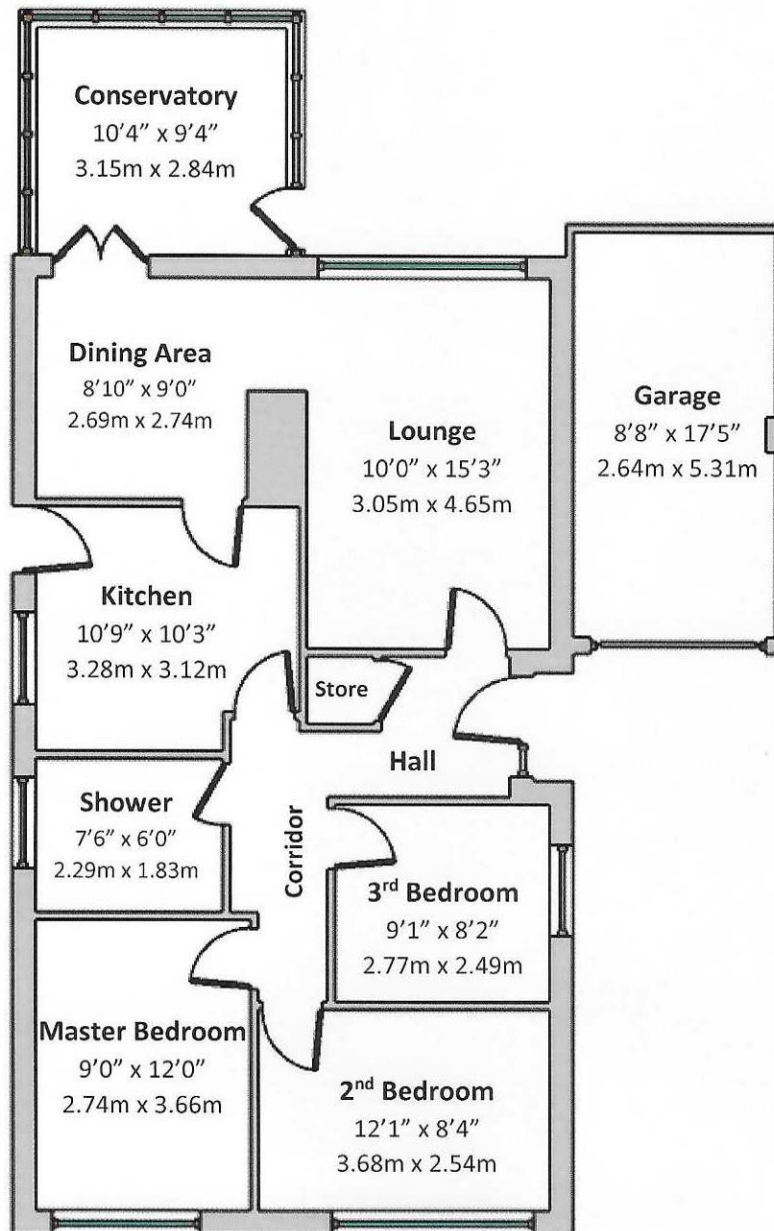 Conservatory
10’4” x 9’4”
3.15m x 2.84m
Dining Area
8’10” x 9’0”
2.69m x 2.74m
Lounge
10’0” x 15’3”
3.05m x 4.65m
Garage
8’8” x 17’5”
2.64m x 5.31m
Kitchen
10’9” x 10’3”
3.28m x 3.12m
Store
Hall
Shower
7’6” x 6’0”
2.29m x 1.83m
Corridor
3rd Bedroom
9’1” x 8’2”
2.77m x 2.49m
Master Bedroom
9’0” x 12’0”
2.74m x 3.66m
2nd Bedroom
12’1” x 8’4”
3.68m x 2.54m